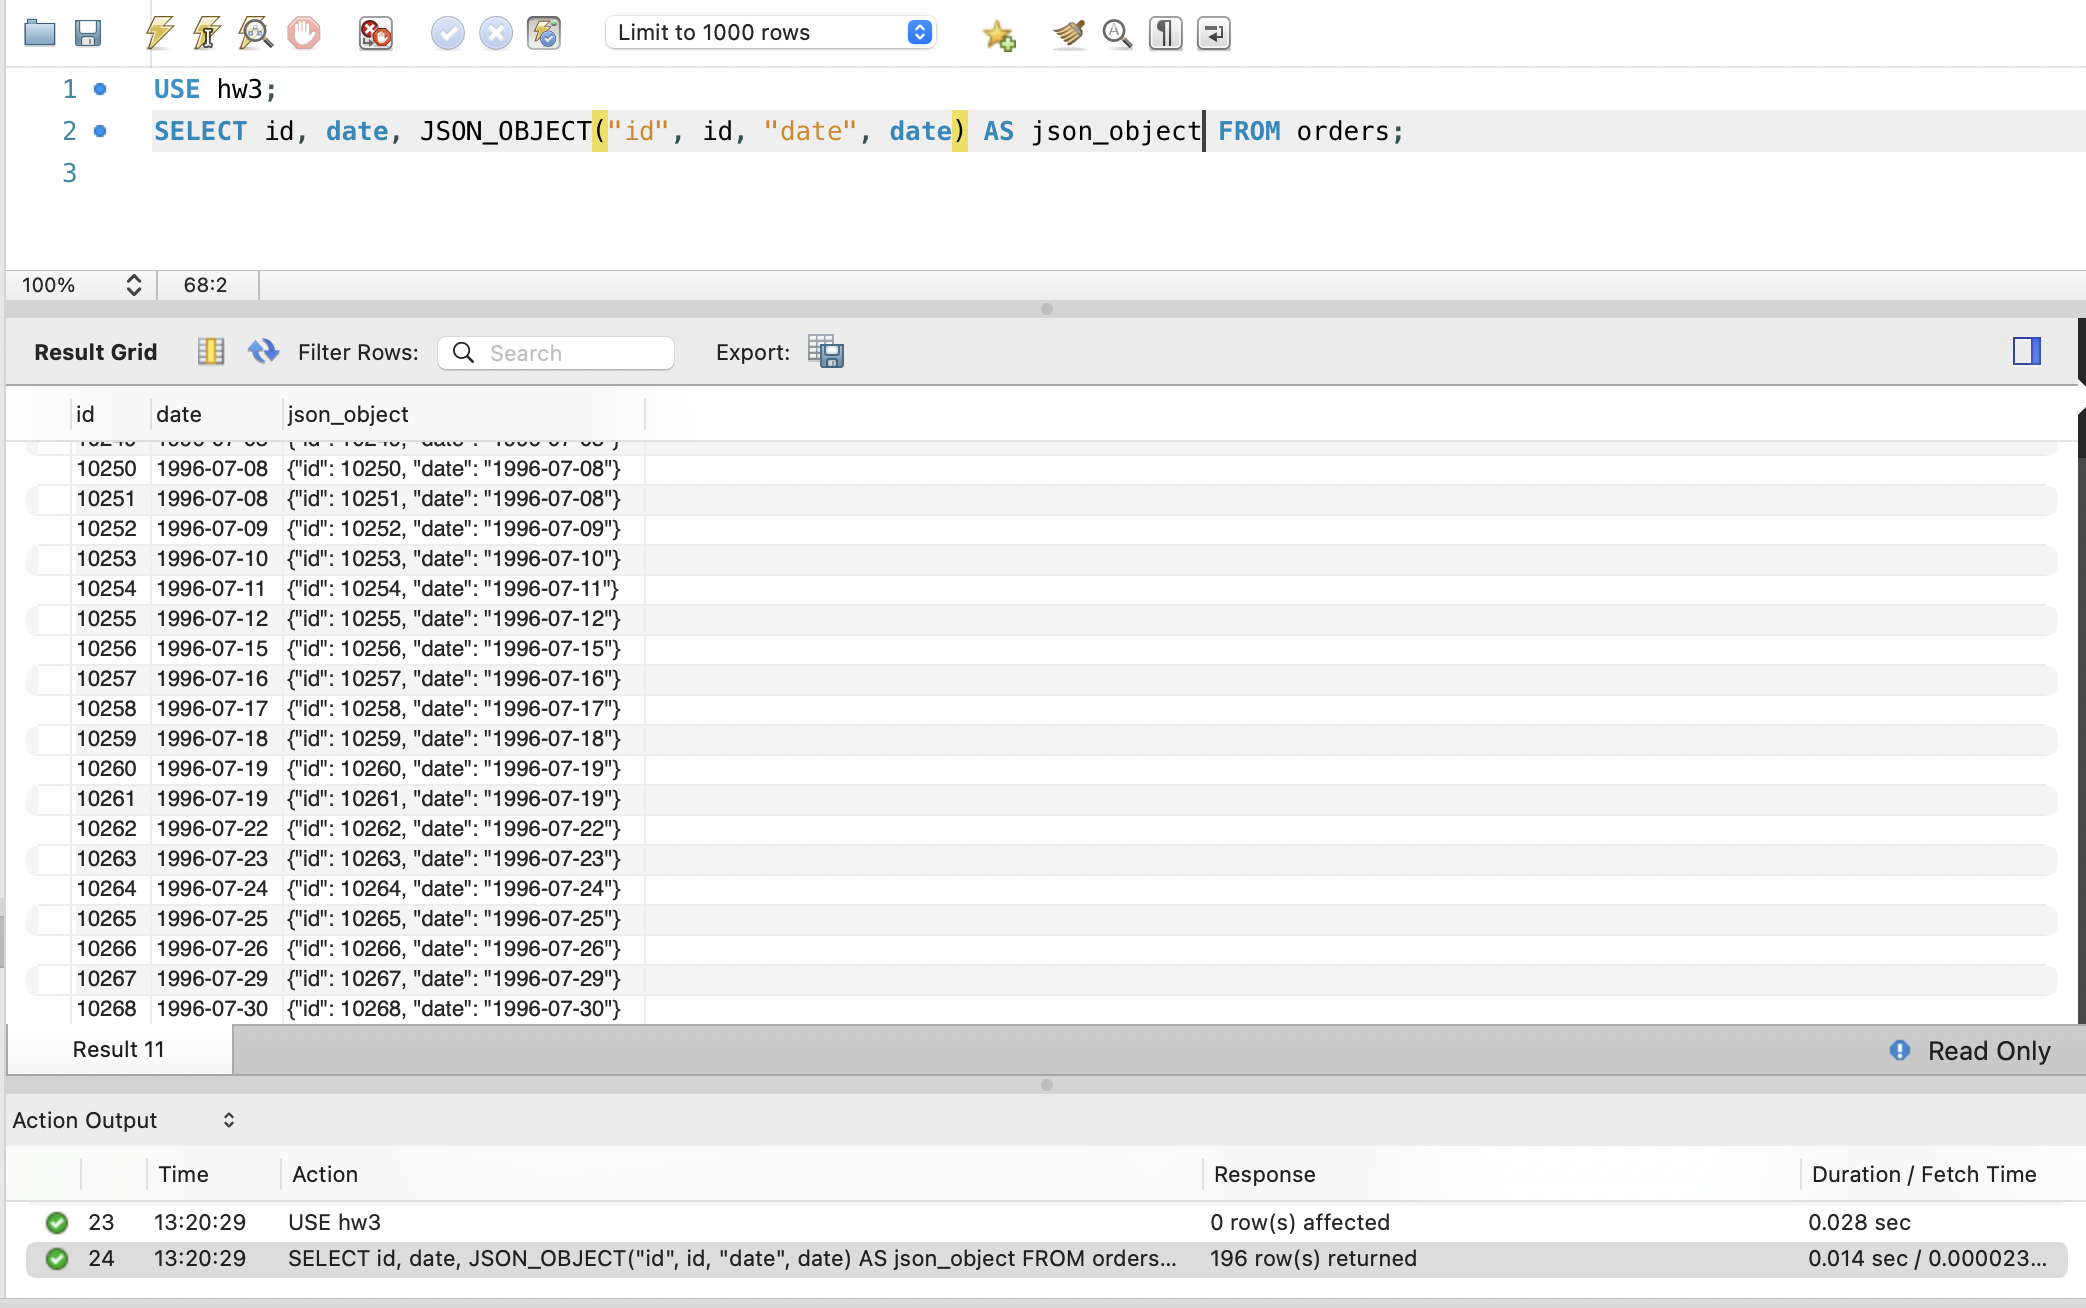 Limit to 1000 rows
1 USE hw3;
2 SELECT id, date, JSON_OBJECT("id", id, "date", date) AS json_object FROM orders;
3
100% 68:2
Result Grid Filter Rows: Search Export:
id date json_object
10249 1996-07-05 {"id": 10249, "date": "1996-07-05"}
10250 1996-07-08 {"id": 10250, "date": "1996-07-08"}
10251 1996-07-08 {"id": 10251, "date": "1996-07-08"}
10252 1996-07-09 {"id": 10252, "date": "1996-07-09"}
10253 1996-07-10 {"id": 10253, "date": "1996-07-10"}
10254 1996-07-11 {"id": 10254, "date": "1996-07-11"}
10255 1996-07-12 {"id": 10255, "date": "1996-07-12"}
10256 1996-07-15 {"id": 10256, "date": "1996-07-15"}
10257 1996-07-16 {"id": 10257, "date": "1996-07-16"}
10258 1996-07-17 {"id": 10258, "date": "1996-07-17"}
10259 1996-07-18 {"id": 10259, "date": "1996-07-18"}
10260 1996-07-19 {"id": 10260, "date": "1996-07-19"}
10261 1996-07-19 {"id": 10261, "date": "1996-07-19"}
10262 1996-07-22 {"id": 10262, "date": "1996-07-22"}
10263 1996-07-23 {"id": 10263, "date": "1996-07-23"}
10264 1996-07-24 {"id": 10264, "date": "1996-07-24"}
10265 1996-07-25 {"id": 10265, "date": "1996-07-25"}
10266 1996-07-26 {"id": 10266, "date": "1996-07-26"}
10267 1996-07-29 {"id": 10267, "date": "1996-07-29"}
10268 1996-07-30 {"id": 10268, "date": "1996-07-30"}
Result 11 Read Only
Action Output
Time Action Response Duration / Fetch Time
23 13:20:29 USE hw3 0 row(s) affected 0.028 sec
24 13:20:29 SELECT id, date, JSON_OBJECT("id", id, "date", date) AS json_object FROM orders... 196 row(s) returned 0.014 sec / 0.000023...